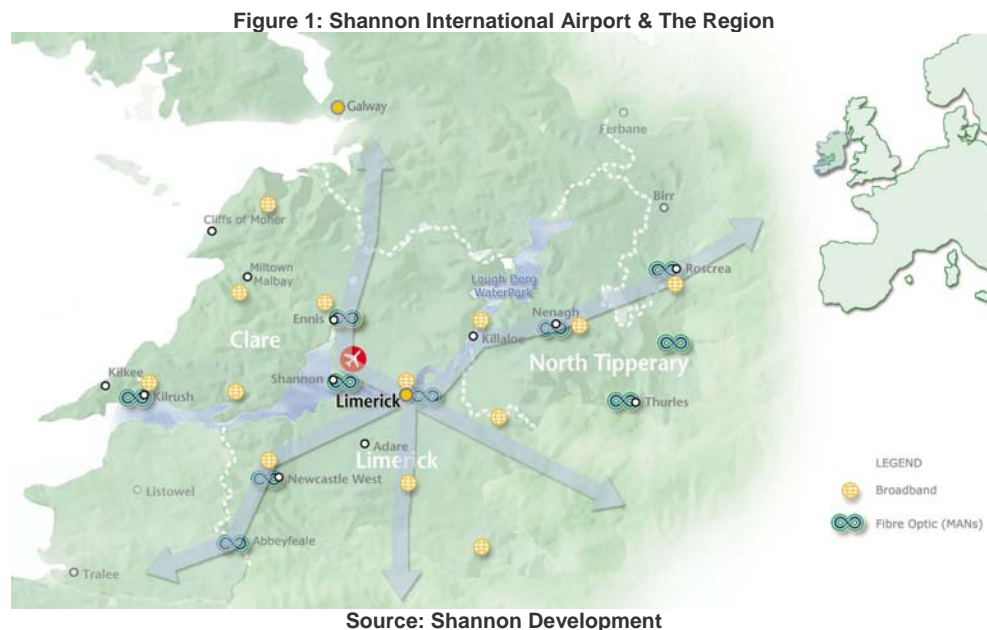 Figure 1: Shannon International Airport & The Region
Galway
Ferbane
Birr
Cliffs of Moher
Miltown
Malbay
Lough Derg
WaterPark
Roscrea
Ennis
Nenagh
Clare
Killaloe
North Tipperary
Kilkee
Shannon
Kilrush
Limerick
Thurles
Adare
Limerick
LEGEND
Newcastle West
Listowel
Broadband
Fibre Optic (MANs)
Abbeyfeale
Tralee
Source: Shannon Development